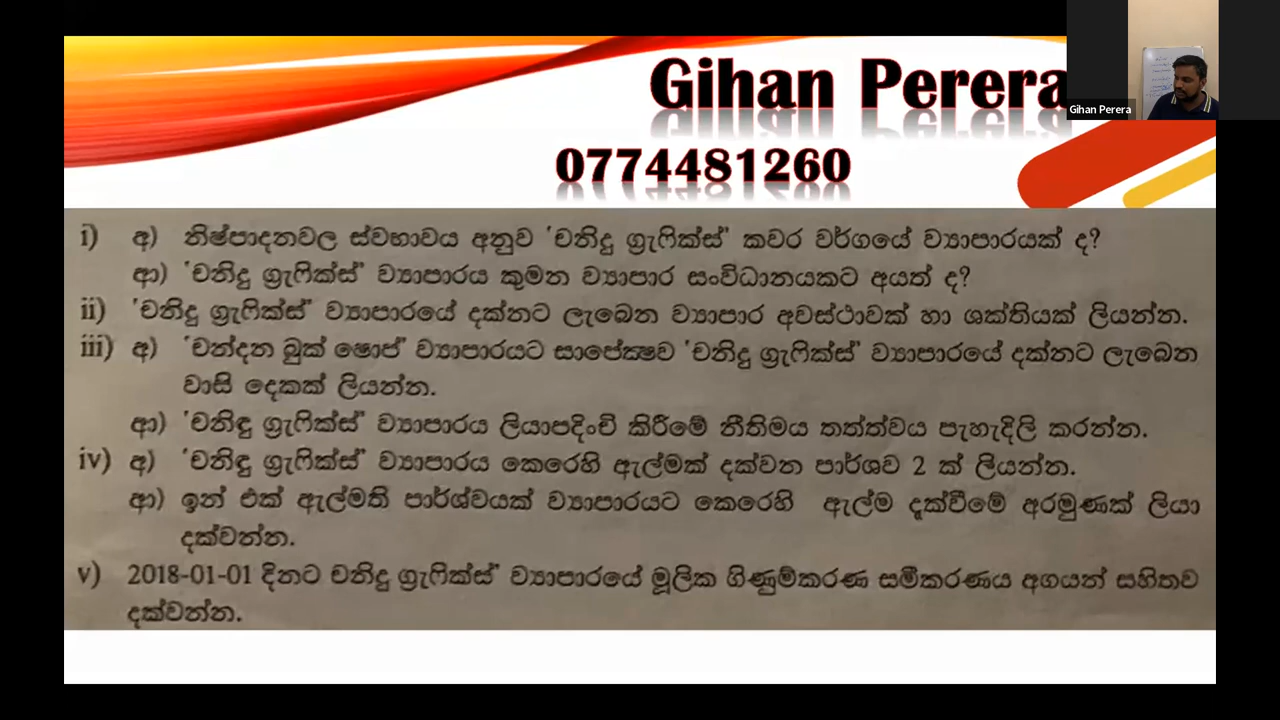 Gihan Perera
Gihan Perera
0774481260
i) අ) නිෂ්පාදනවල ස්වභාවය අනුව 'චනිදු ග්‍රැෆික්ස්' කවර වර්ගයේ ව්‍යාපාරයක් ද?
ආ) 'චනිදු ග්‍රැෆික්ස්' ව්‍යාපාරය කුමන ව්‍යාපාර සංවිධානයකට අයත් ද?
ii) 'චනිදු ග්‍රැෆික්ස්' ව්‍යාපාරයේ දක්නට ලැබෙන ව්‍යාපාර අවස්ථාවක් හා ශක්තියක් ලියන්න.
iii) අ) 'චන්දන බුක් ෂොප්' ව්‍යාපාරයට සාපේක්‍ෂව 'චනිදු ග්‍රැෆික්ස්' ව්‍යාපාරයේ දක්නට ලැබෙන
වාසි දෙකක් ලියන්න.
ආ) 'චනිඳු ග්‍රැෆික්ස්' ව්‍යාපාරය ලියාපදිංචි කිරීමේ නීතිමය තත්ත්වය පැහැදිලි කරන්න.
iv) අ) 'චනිඳු ග්‍රැෆික්ස්' ව්‍යාපාරය කෙරෙහි ඇල්මක් දක්වන පාර්ශව 2 ක් ලියන්න.
ආ) ඉන් එක් ඇල්මති පාර්ශ්වයක් ව්‍යාපාරයට කෙරෙහි ඇල්ම දැක්වීමේ අරමුණක් ලියා
දක්වන්න.
v) 2018-01-01 දිනට චනිදු ග්‍රැෆික්ස්' ව්‍යාපාරයේ මූලික ගිණුම්කරණ සමීකරණය අගයන් සහිතව
දක්වන්න.